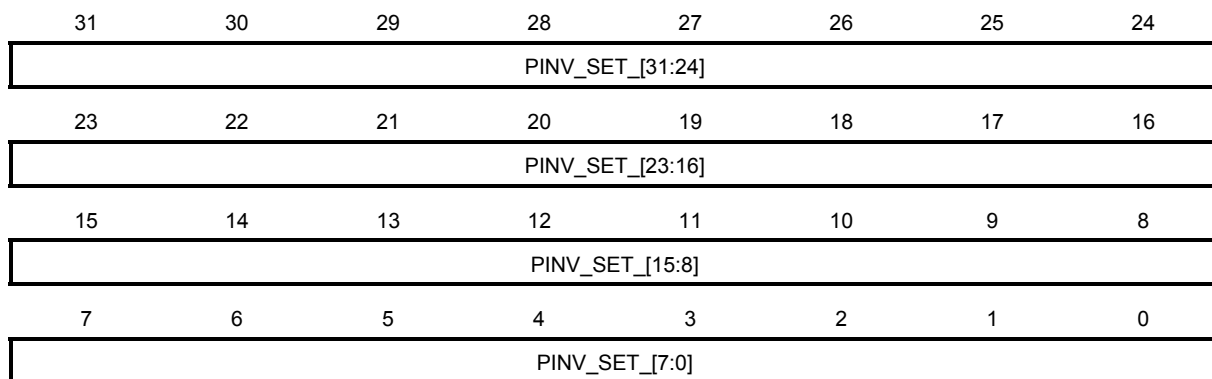 31 30 29 28 27 26 25 24
PINV_SET_[31:24]
23 22 21 20 19 18 17 16
PINV_SET_[23:16]
15 14 13 12 11 10 9 8
PINV_SET_[15:8]
7 6 5 4 3 2 1 0
PINV_SET_[7:0]